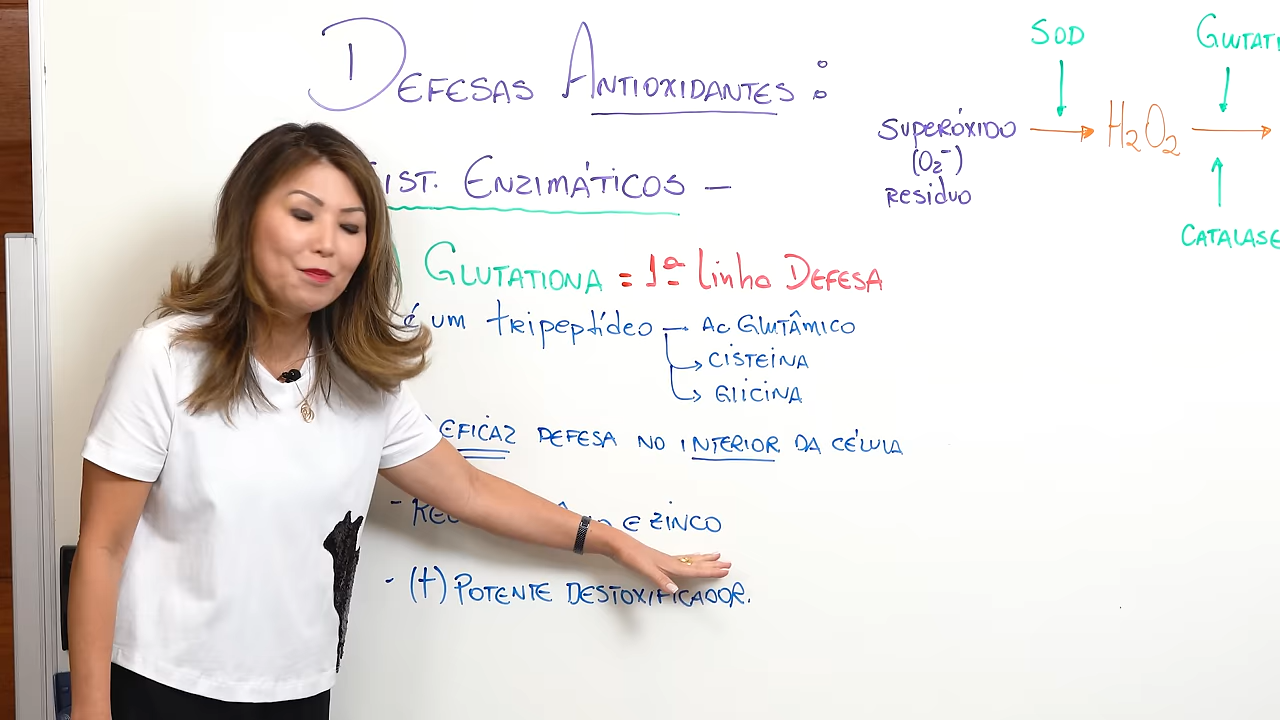 DEFESAS ANTIOXIDANTES:
SIST. ENZIMÁTICOS –
GLUTATIONA = 1ª Linha DEFESA
é um tripeptídeo → Ac GLUTÂMICO
→ CISTEÍNA
→ GLICINA
EFICAZ DEFESA NO INTERIOR DA CÉLULA
E ZINCO
- (+) POTENTE DESTOXIFICADOR.
SOD
SUPERÓXIDO → H₂O₂ →
(O₂⁻)
RESÍDUO
CATALASE